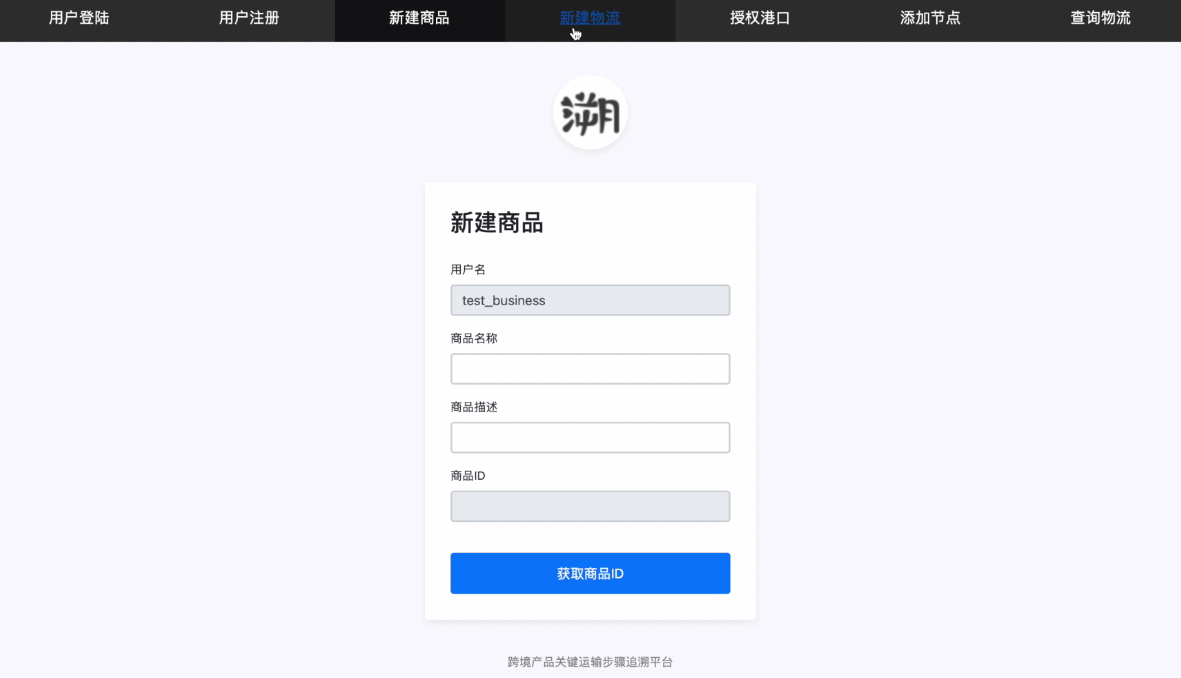 用户登陆 用户注册 新建商品 新建物流 授权港口 添加节点 查询物流
溯
新建商品
用户名
test_business
商品名称
商品描述
商品ID
获取商品ID
跨境产品关键运输步骤追溯平台